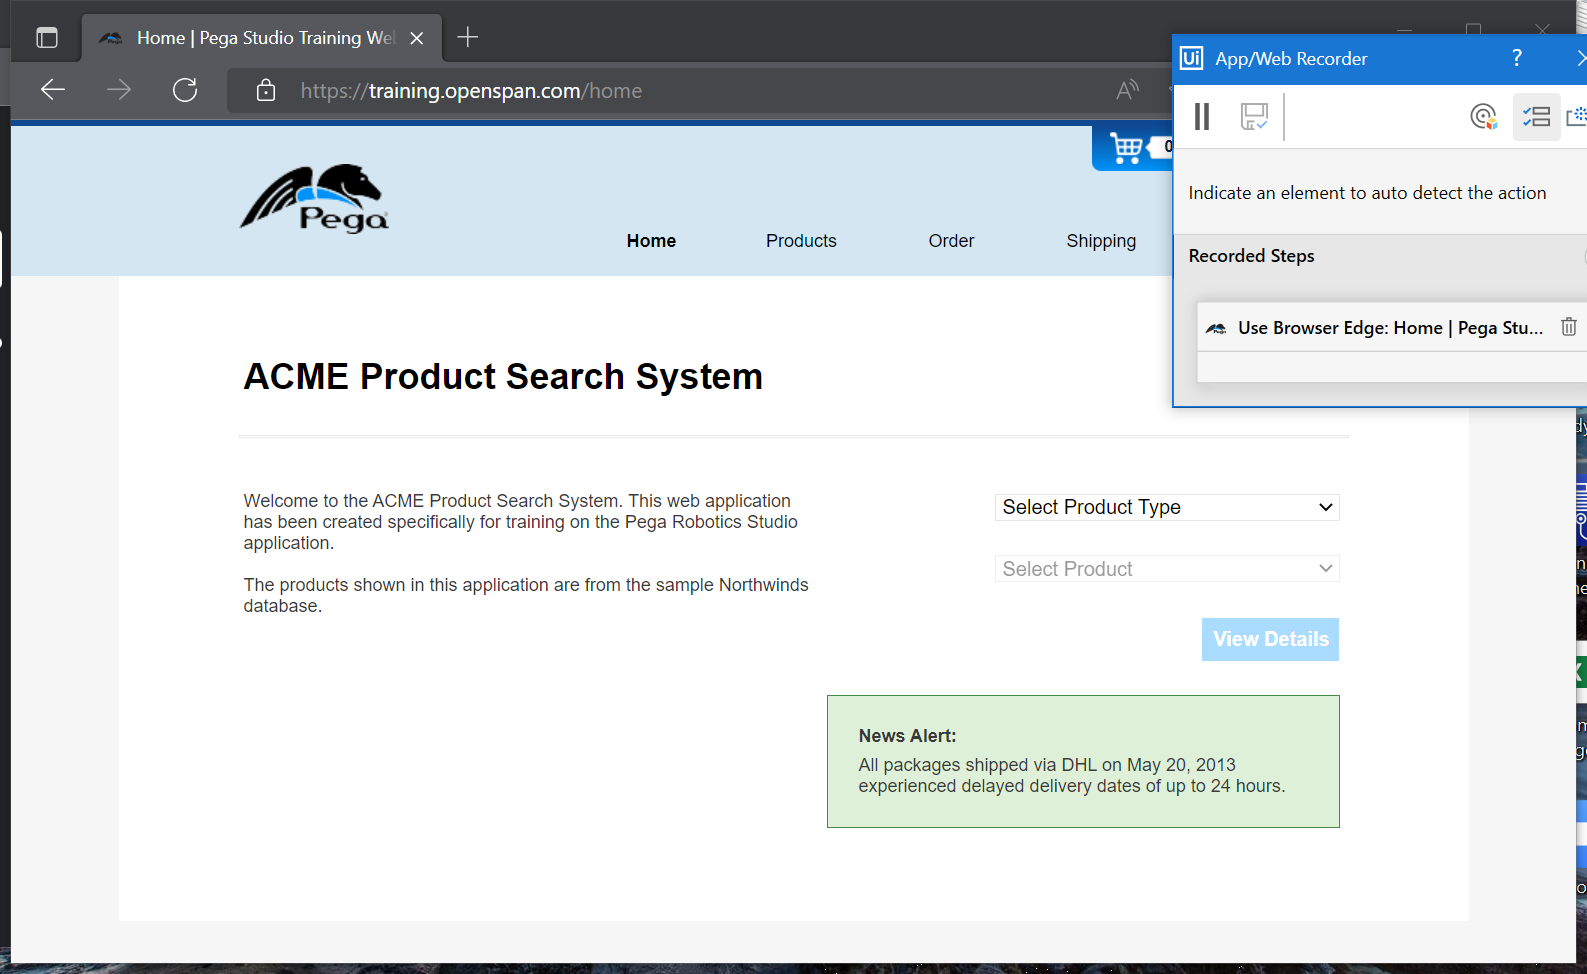 Home | Pega Studio Training We
https://training.openspan.com/home
A
Ui App/Web Recorder ?
Indicate an element to auto detect the action
Recorded Steps
Use Browser Edge: Home | Pega Stu...
0
Pega
Home Products Order Shipping
ACME Product Search System
Welcome to the ACME Product Search System. This web application
has been created specifically for training on the Pega Robotics Studio
application.
The products shown in this application are from the sample Northwinds
database.
Select Product Type
Select Product
View Details
News Alert:
All packages shipped via DHL on May 20, 2013
experienced delayed delivery dates of up to 24 hours.